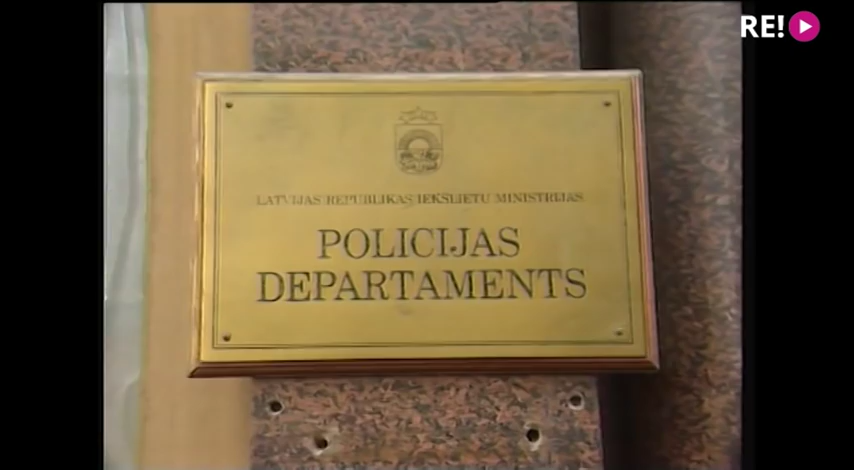 RE!
LATVIJAS REPUBLIKAS IEKŠLIETU MINISTRIJAS
POLICIJAS
DEPARTAMENTS